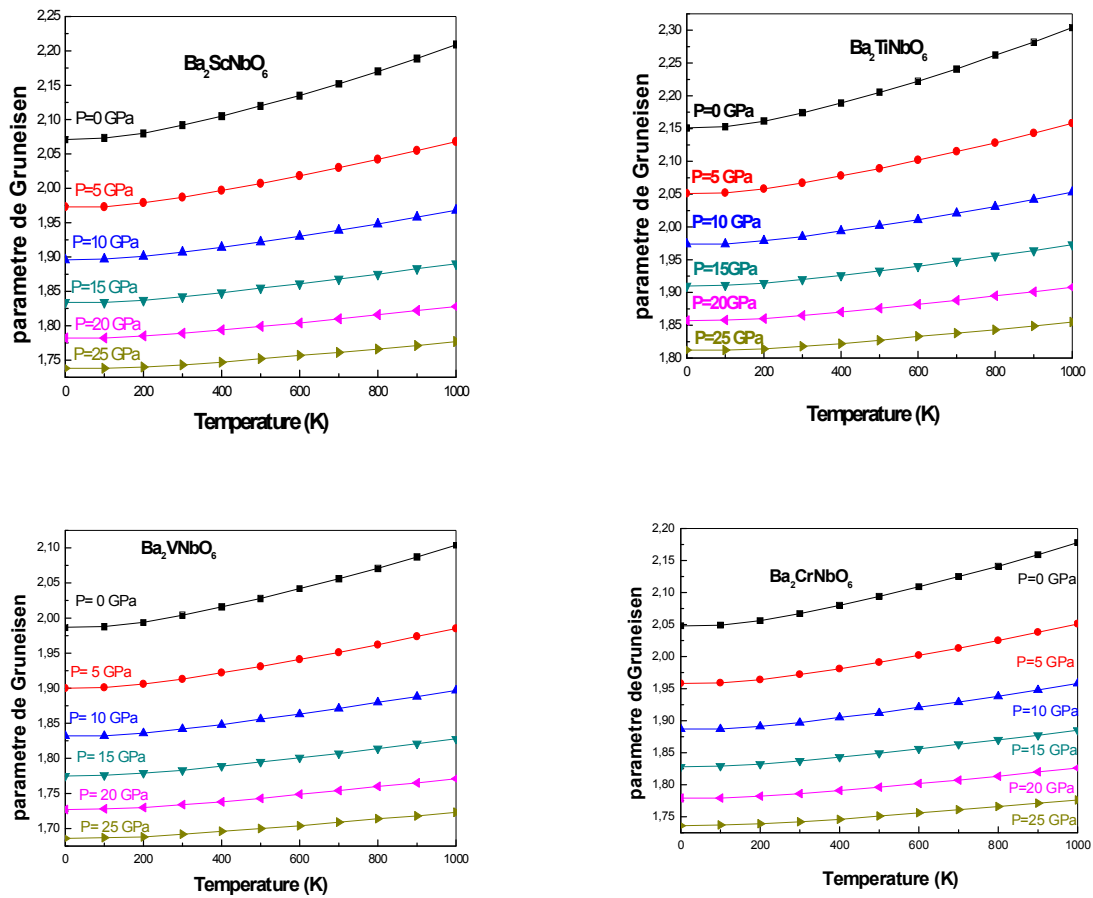 2,25
2,20
2,15
2,10
2,05
2,00
1,95
1,90
1,85
1,80
1,75
parametre de Gruneisen
Ba2ScNbO6
P=0 GPa
P=5 GPa
P=10 GPa
P=15 GPa
P=20 GPa
P=25 GPa
0 200 400 600 800 1000
Temperature (K)
2,30
2,25
2,20
2,15
2,10
2,05
2,00
1,95
1,90
1,85
1,80
parametre de Gruneisen
Ba2TiNbO6
P=0 GPa
P=5 GPa
P=10 GPa
P=15GPa
P=20GPa
P=25 GPa
0 200 400 600 800 1000
Temperature (K)
2,10
2,05
2,00
1,95
1,90
1,85
1,80
1,75
1,70
parametre de Gruneisen
Ba2VNbO6
P= 0 GPa
P= 5 GPa
P= 10 GPa
P= 15 GPa
P= 20 GPa
P= 25 GPa
0 200 400 600 800 1000
Temperature (K)
2,20
2,15
2,10
2,05
2,00
1,95
1,90
1,85
1,80
1,75
parametre deGruneisen
Ba2CrNbO6
P=0 GPa
P=5 GPa
P=10 GPa
P=15 GPa
P=20 GPa
P=25 GPa
0 200 400 600 800 1000
Temperature (K)